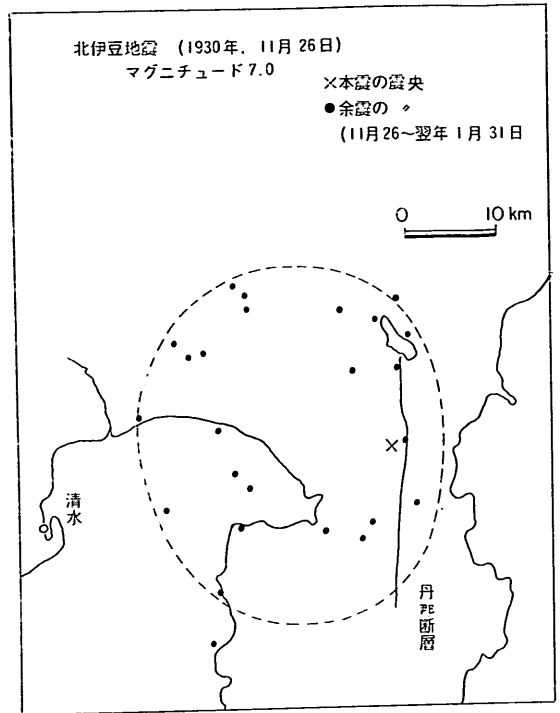 北伊豆地震 (1930年, 11月26日)
マグニチュード 7.0
×本震の震央
●余震の 〃
(11月26〜翌年1月31日
0 10 km
清水
丹那断層